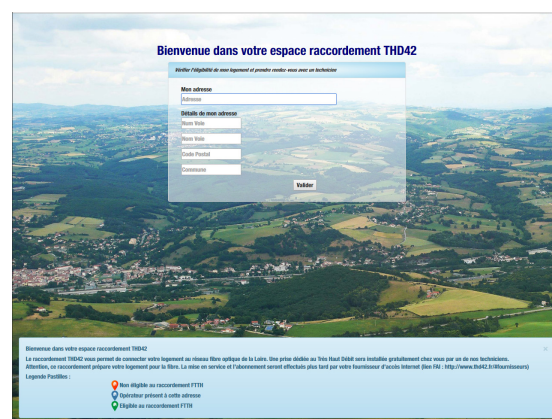 Bienvenue dans votre espace raccordement THD42
Vérifier l'éligibilité de mon logement et prendre rendez-vous avec un technicien
Mon adresse
Adresse
Détails de mon adresse
Nom Voie
Nom Voie
Code Postal
Commune
Valider
Bienvenue dans votre espace raccordement THD42
Le raccordement THD42 vous permet de connecter votre logement au réseau fibre optique de la Loire. Une prise dédiée au Très Haut Débit sera installée gratuitement chez vous par un de nos techniciens.
Attention, ce raccordement prépare votre logement pour la fibre. La mise en service et l'abonnement seront effectués plus tard par votre fournisseur d'accès Internet (lien FAI : http://www.thd42.fr/#fournisseurs)
Legende Pastilles :
Non éligible au raccordement FTTH
Opérateur présent à cette adresse
Eligible au raccordement FTTH